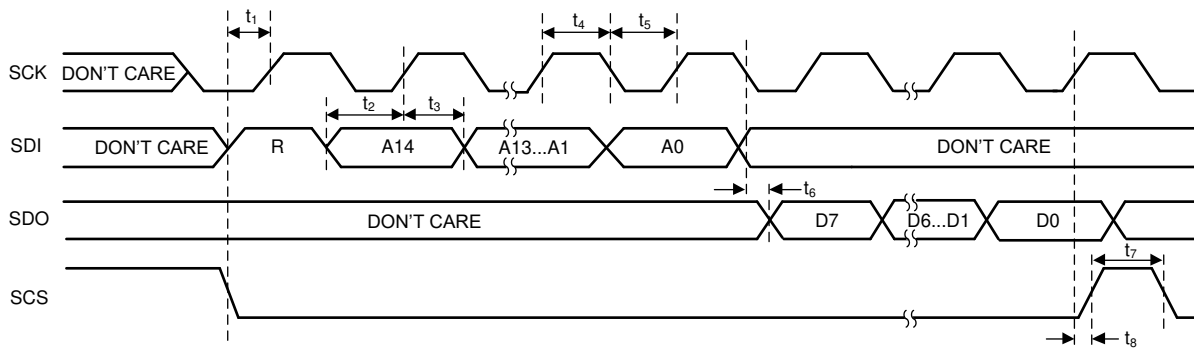 t1 t4 t5
SCK DON'T CARE
t2 t3
SDI DON'T CARE R A14 A13...A1 A0 DON'T CARE
t6
SDO DON'T CARE D7 D6...D1 D0
t7
SCS
t8